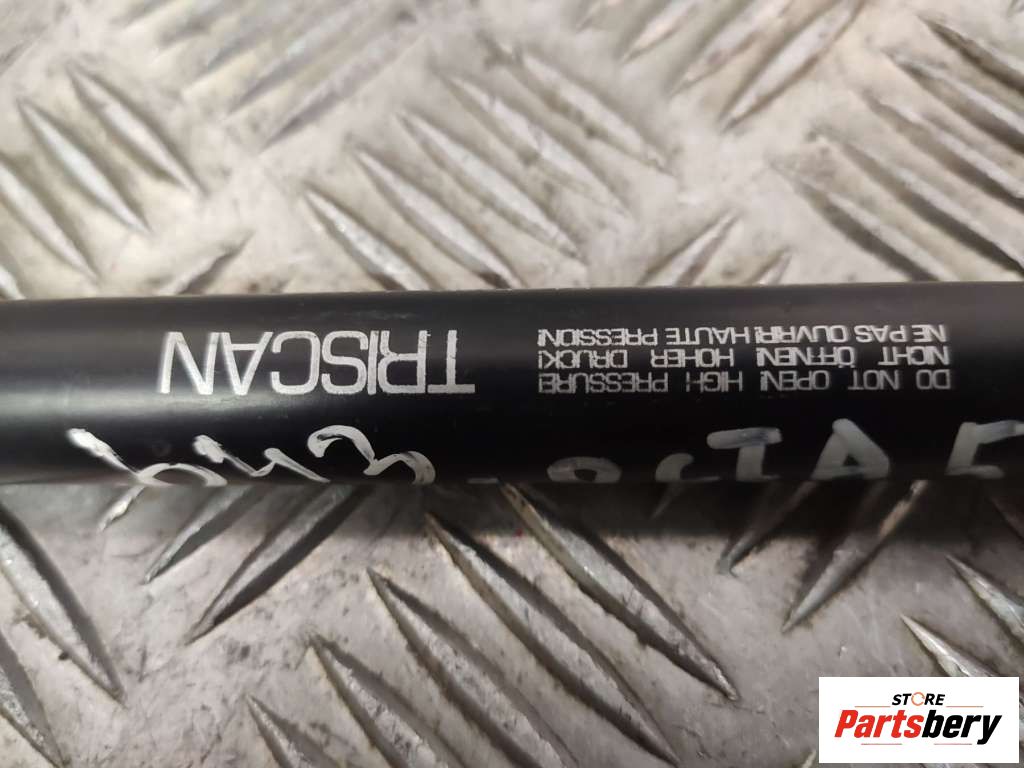 DO NOT OPEN! HIGH PRESSURE!
NICHT ÖFFNEN! HOHER DRUCK!
NE PAS OUVRIR! HAUTE PRESSION!
TRISCAN
STORE
Partsbery